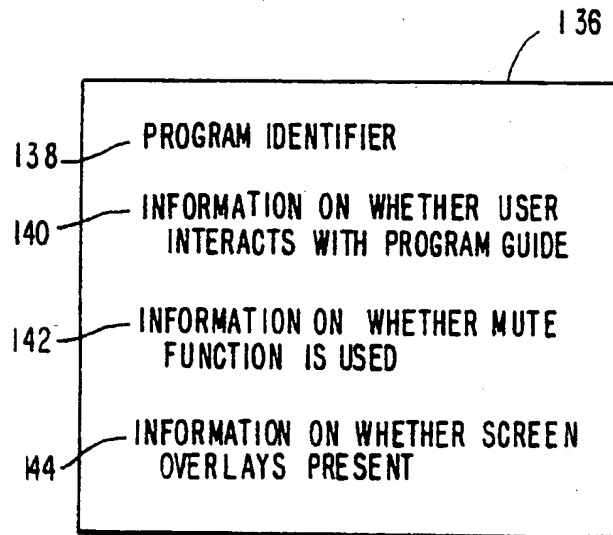 136
138 PROGRAM IDENTIFIER
140 INFORMATION ON WHETHER USER
INTERACTS WITH PROGRAM GUIDE
142 INFORMATION ON WHETHER MUTE
FUNCTION IS USED
144 INFORMATION ON WHETHER SCREEN
OVERLAYS PRESENT